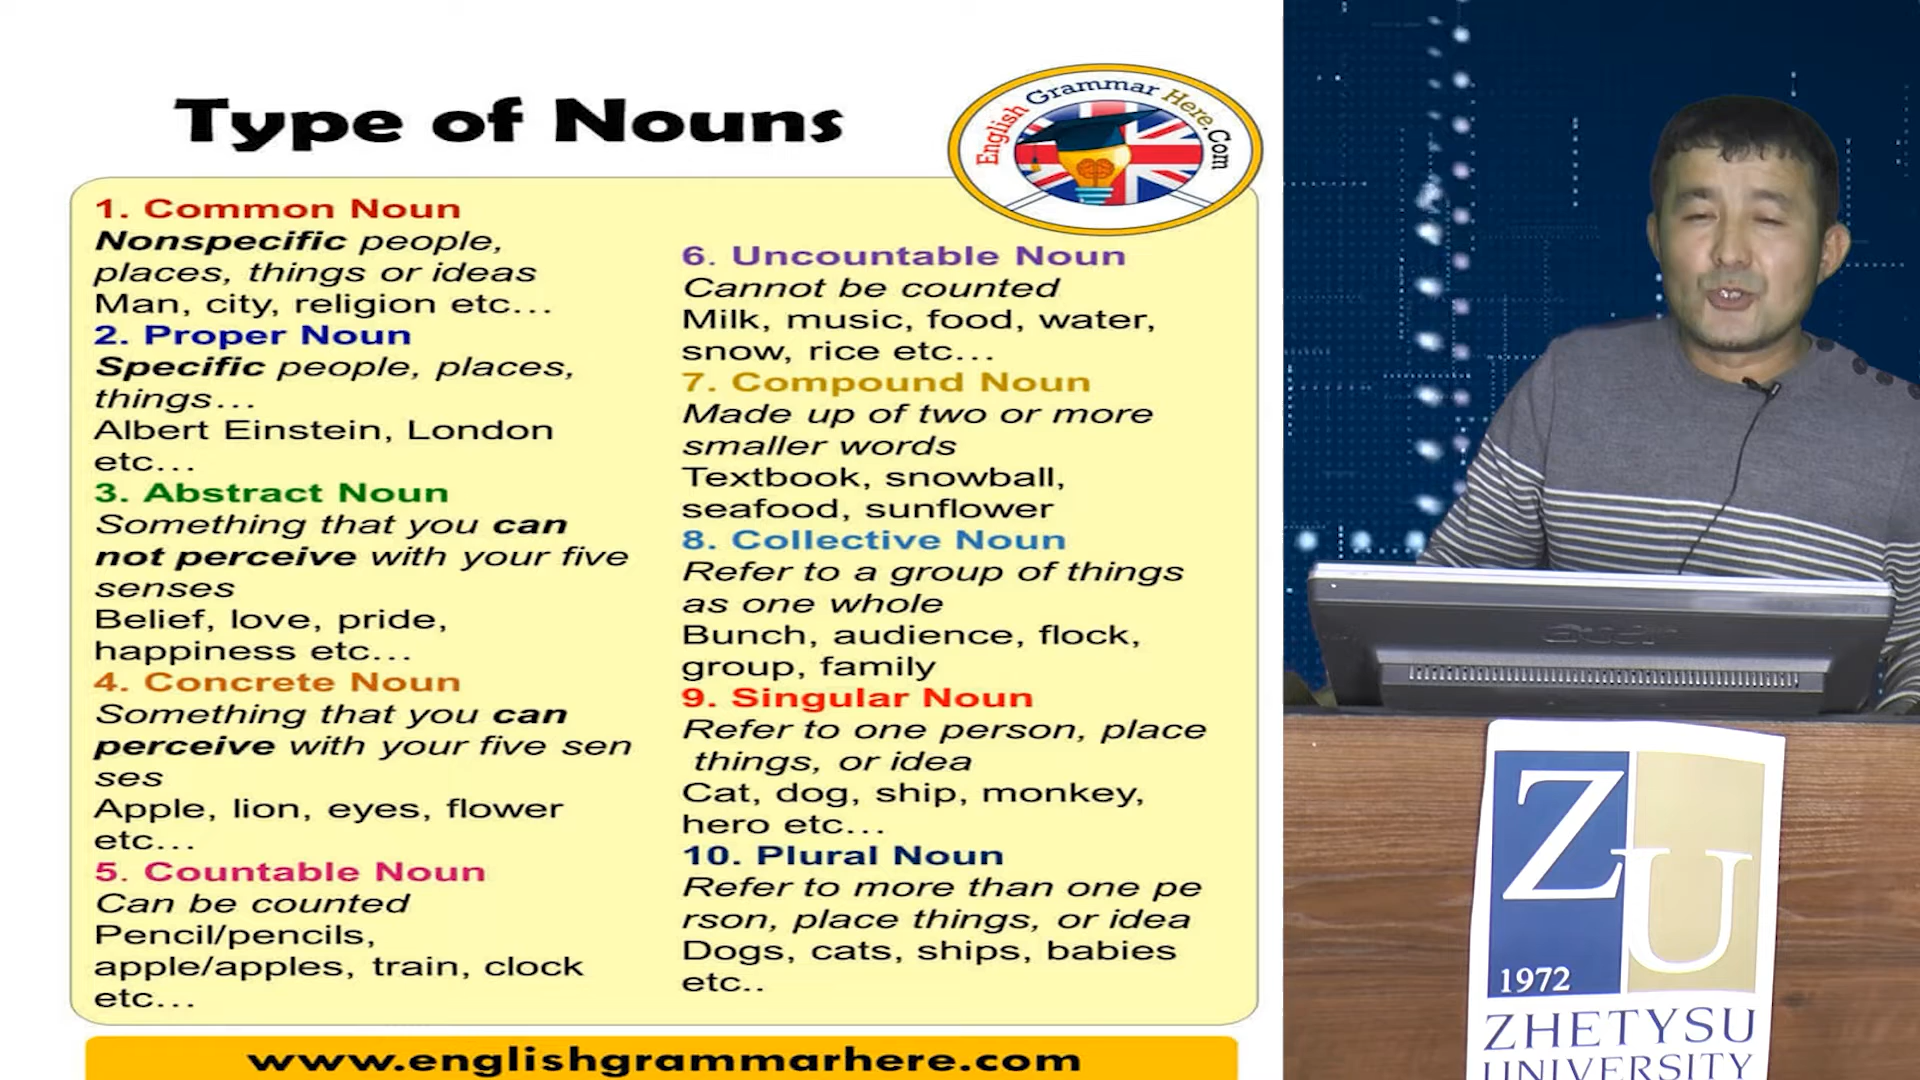 Type of Nouns
English Grammar Here.Com
1. Common Noun
Nonspecific people,
places, things or ideas
Man, city, religion etc...
2. Proper Noun
Specific people, places,
things...
Albert Einstein, London
etc...
3. Abstract Noun
Something that you can
not perceive with your five
senses
Belief, love, pride,
happiness etc...
4. Concrete Noun
Something that you can
perceive with your five sen
ses
Apple, lion, eyes, flower
etc...
5. Countable Noun
Can be counted
Pencil/pencils,
apple/apples, train, clock
etc...
6. Uncountable Noun
Cannot be counted
Milk, music, food, water,
snow, rice etc...
7. Compound Noun
Made up of two or more
smaller words
Textbook, snowball,
seafood, sunflower
8. Collective Noun
Refer to a group of things
as one whole
Bunch, audience, flock,
group, family
9. Singular Noun
Refer to one person, place
things, or idea
Cat, dog, ship, monkey,
hero etc...
10. Plural Noun
Refer to more than one pe
rson, place things, or idea
Dogs, cats, ships, babies
etc..
www.englishgrammarhere.com
acer
ZU
1972
ZHETYSU
UNIVERSITY